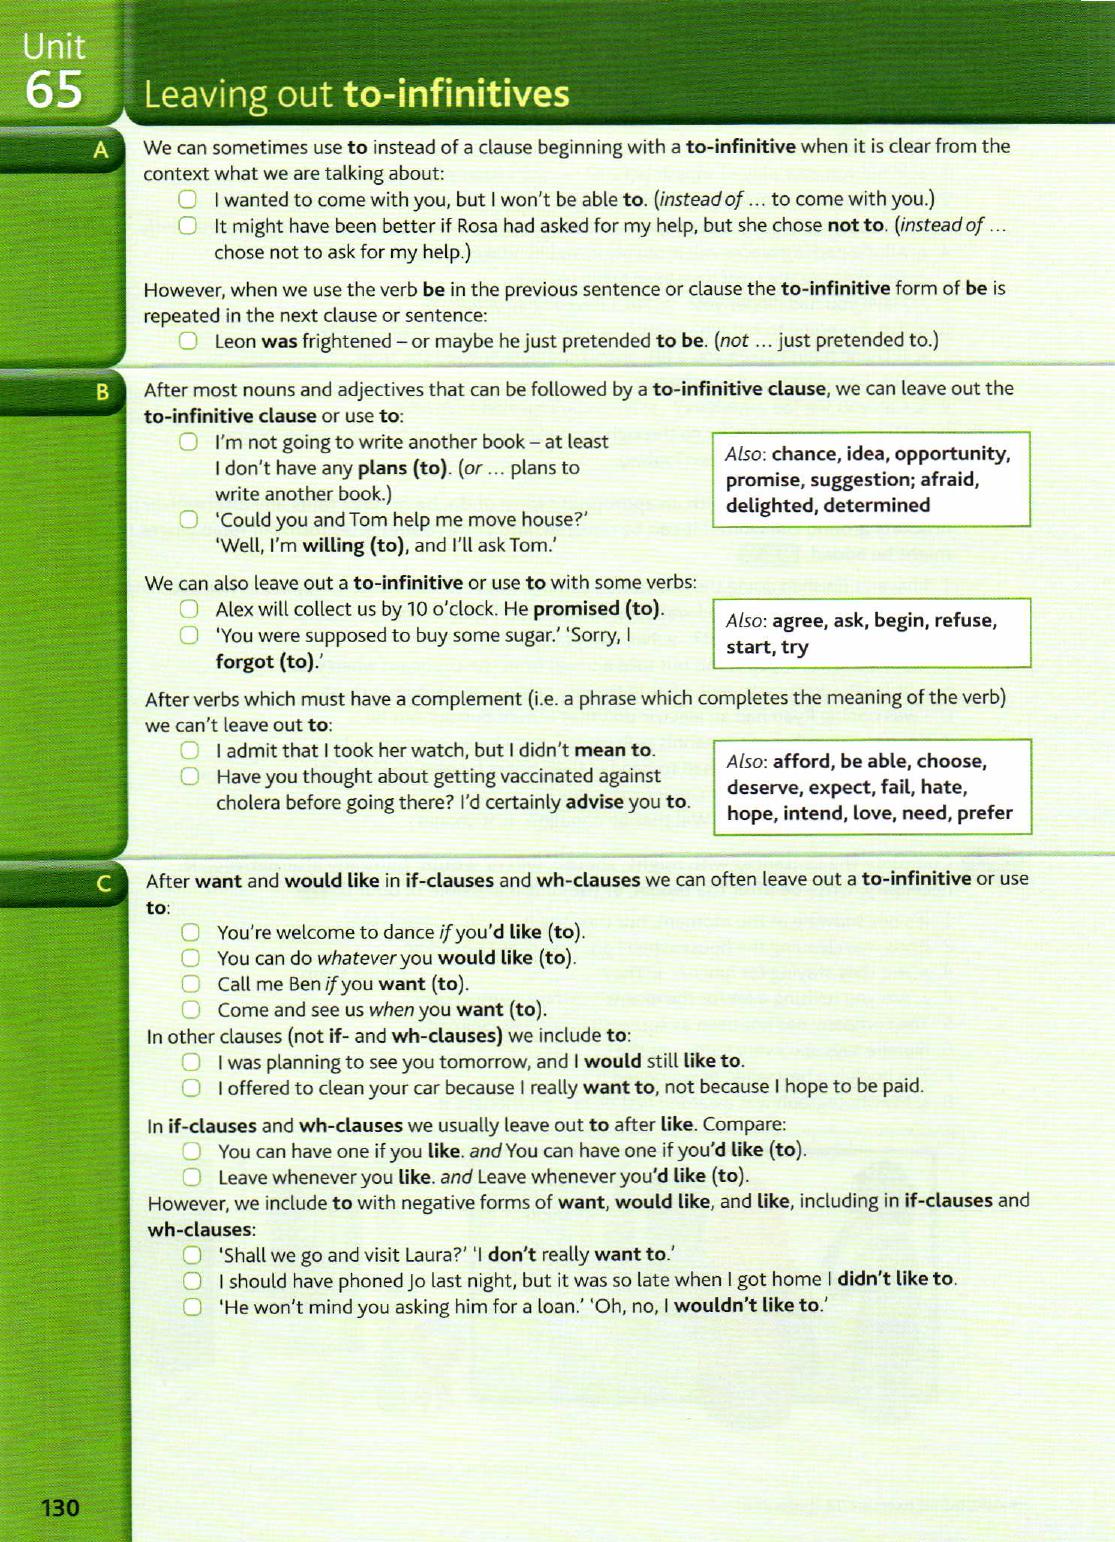 Unit
65
Leaving out to-infinitives
A
We can sometimes use to instead of a clause beginning with a to-infinitive when it is clear from the
context what we are talking about:
I wanted to come with you, but I won't be able to. (instead of ... to come with you.)
It might have been better if Rosa had asked for my help, but she chose not to. (instead of ...
chose not to ask for my help.)
However, when we use the verb be in the previous sentence or clause the to-infinitive form of be is
repeated in the next clause or sentence:
Leon was frightened – or maybe he just pretended to be. (not ... just pretended to.)
B
After most nouns and adjectives that can be followed by a to-infinitive clause, we can leave out the
to-infinitive clause or use to:
I'm not going to write another book – at least
I don't have any plans (to). (or ... plans to
write another book.)
'Could you and Tom help me move house?'
'Well, I'm willing (to), and I'll ask Tom.'
Also: chance, idea, opportunity,
promise, suggestion; afraid,
delighted, determined
We can also leave out a to-infinitive or use to with some verbs:
Alex will collect us by 10 o'clock. He promised (to).
'You were supposed to buy some sugar.' 'Sorry, I
forgot (to).'
Also: agree, ask, begin, refuse,
start, try
After verbs which must have a complement (i.e. a phrase which completes the meaning of the verb)
we can't leave out to:
I admit that I took her watch, but I didn't mean to.
Have you thought about getting vaccinated against
cholera before going there? I'd certainly advise you to.
Also: afford, be able, choose,
deserve, expect, fail, hate,
hope, intend, love, need, prefer
C
After want and would like in if-clauses and wh-clauses we can often leave out a to-infinitive or use
to:
You're welcome to dance if you'd like (to).
You can do whatever you would like (to).
Call me Ben if you want (to).
Come and see us when you want (to).
In other clauses (not if- and wh-clauses) we include to:
I was planning to see you tomorrow, and I would still like to.
I offered to clean your car because I really want to, not because I hope to be paid.
In if-clauses and wh-clauses we usually leave out to after like. Compare:
You can have one if you like. and You can have one if you'd like (to).
Leave whenever you like. and Leave whenever you'd like (to).
However, we include to with negative forms of want, would like, and like, including in if-clauses and
wh-clauses:
'Shall we go and visit Laura?' 'I don't really want to.'
I should have phoned Jo last night, but it was so late when I got home I didn't like to.
'He won't mind you asking him for a loan.' 'Oh, no, I wouldn't like to.'
130